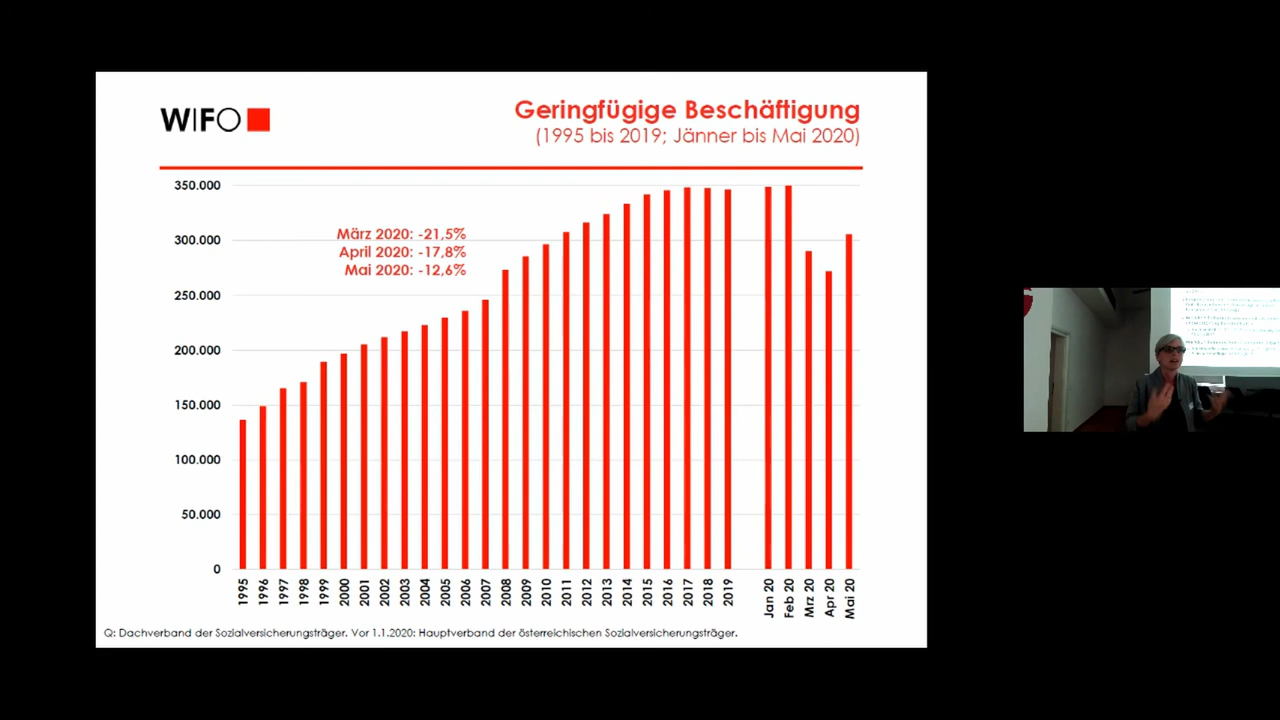 WIFO
Geringfügige Beschäftigung
(1995 bis 2019; Jänner bis Mai 2020)
350.000
300.000
250.000
200.000
150.000
100.000
50.000
0
März 2020: -21,5%
April 2020: -17,8%
Mai 2020: -12,6%
1995
1996
1997
1998
1999
2000
2001
2002
2003
2004
2005
2006
2007
2008
2009
2010
2011
2012
2013
2014
2015
2016
2017
2018
2019
Jan 20
Feb 20
Mrz 20
Apr 20
Mai 20
Q: Dachverband der Sozialversicherungsträger. Vor 1.1.2020: Hauptverband der österreichischen Sozialversicherungsträger.